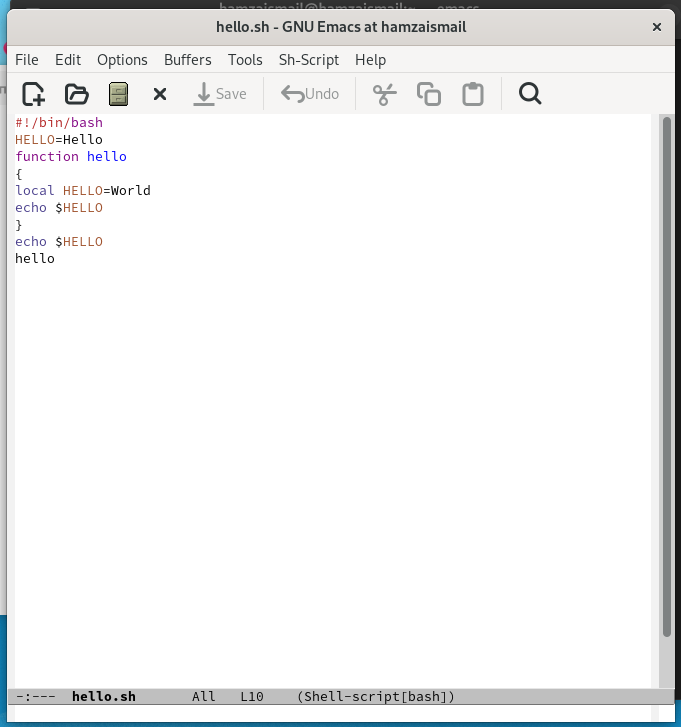 hello.sh - GNU Emacs at hamzaismail
File Edit Options Buffers Tools Sh-Script Help
Save Undo
#!/bin/bash
HELLO=Hello
function hello
{
local HELLO=World
echo $HELLO
}
echo $HELLO
hello
-:--- hello.sh All L10 (Shell-script[bash])